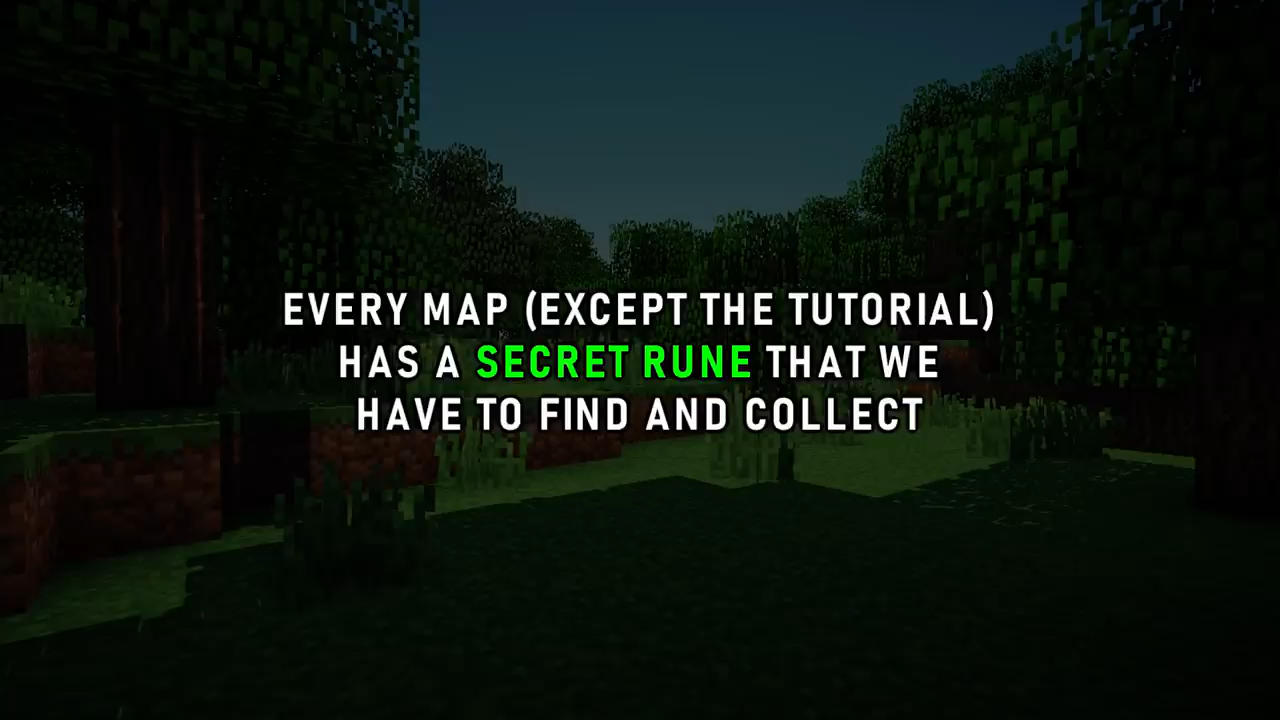 EVERY MAP (EXCEPT THE TUTORIAL)
HAS A SECRET RUNE THAT WE
HAVE TO FIND AND COLLECT